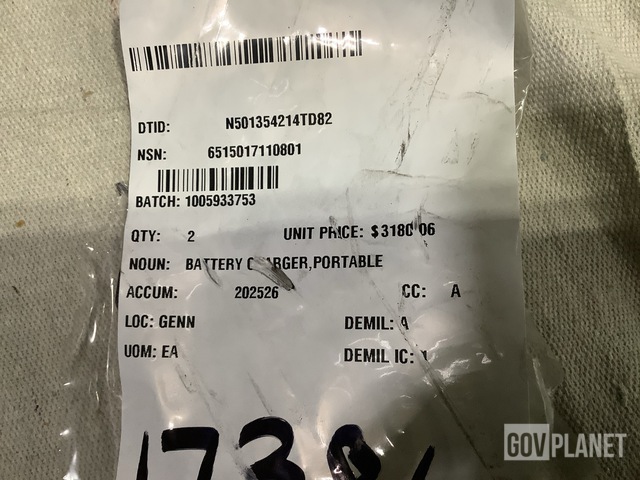 DTID: N501354214TD82
NSN: 6515017110801
BATCH: 1005933753
QTY: 2 UNIT PRICE: $3180.06
NOUN: BATTERY CHARGER,PORTABLE
ACCUM: 202526 CC: A
LOC: GENN DEMIL: A
UOM: EA DEMIL IC:
GOVPLANET